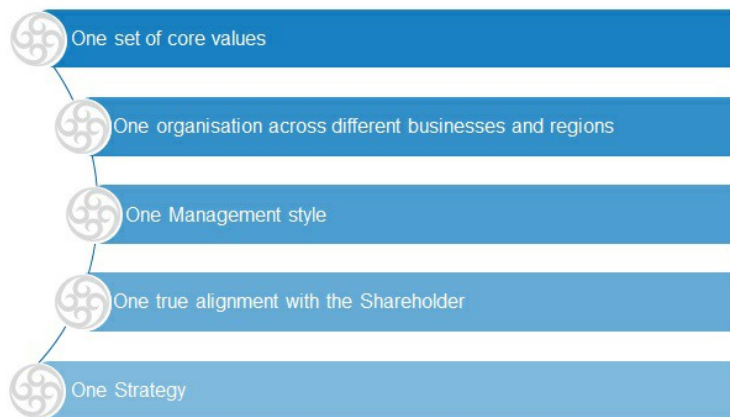 One set of core values
One organisation across different businesses and regions
One Management style
One true alignment with the Shareholder
One Strategy